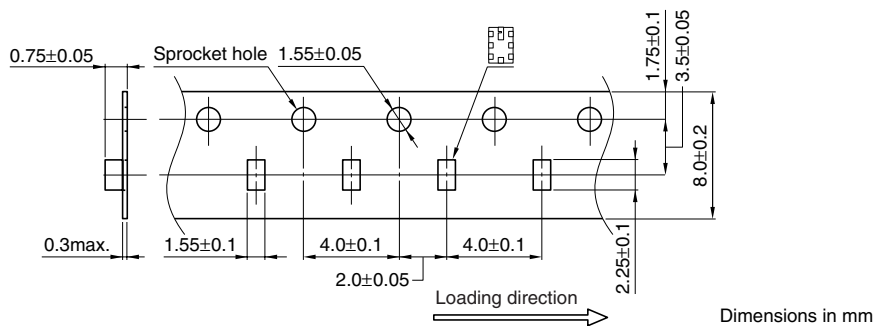 0.75±0.05
Sprocket hole
1.55±0.05
1.75±0.1
3.5±0.05
8.0±0.2
0.3max.
1.55±0.1
4.0±0.1
4.0±0.1
2.25±0.1
2.0±0.05
Loading direction
Dimensions in mm